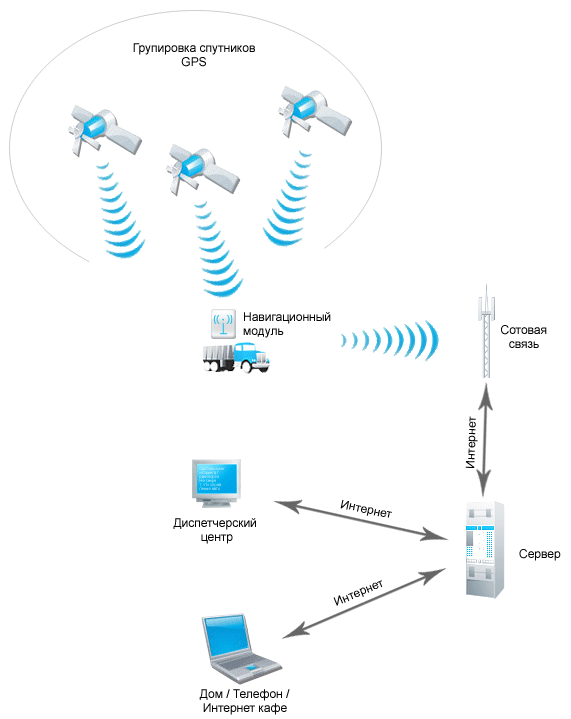 Групировка спутников
GPS
Навигационный
модуль
Сотовая
связь
Интернет
Диспетчерский
центр
Интернет
Сервер
Интернет
Дом / Телефон /
Интернет кафе